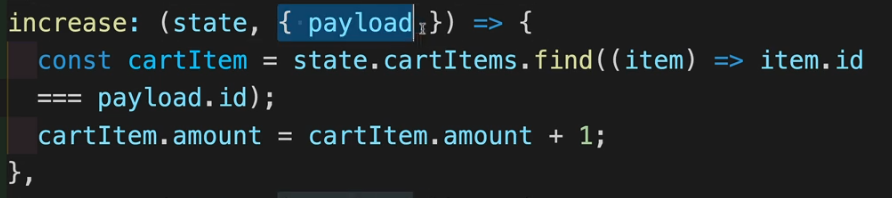 increase: (state, { payload }) => {
const cartItem = state.cartItems.find((item) => item.id
=== payload.id);
cartItem.amount = cartItem.amount + 1;
},